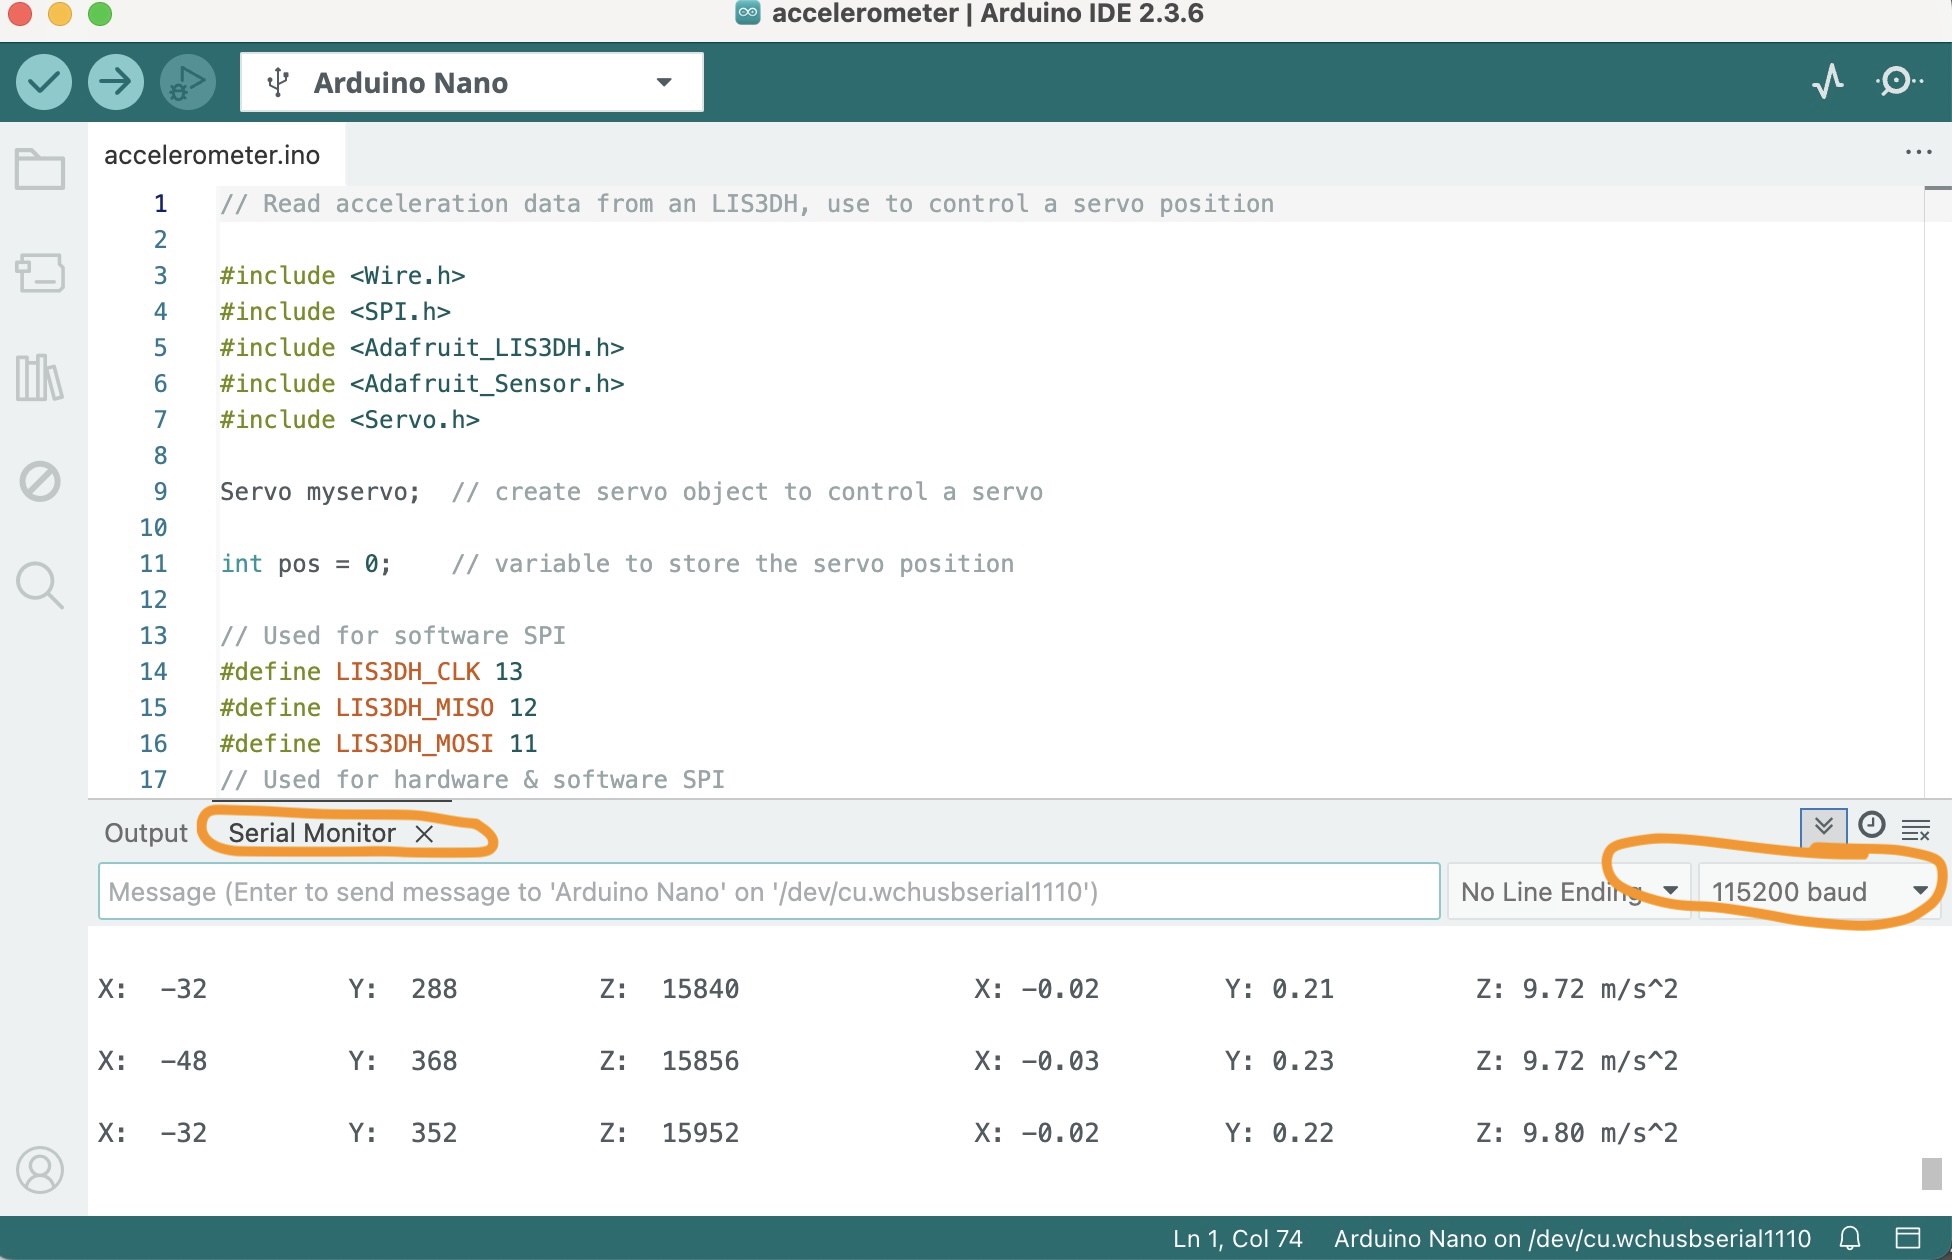 accelerometer | Arduino IDE 2.3.6
Arduino Nano
accelerometer.ino
1 // Read acceleration data from an LIS3DH, use to control a servo position
2
3 #include <Wire.h>
4 #include <SPI.h>
5 #include <Adafruit_LIS3DH.h>
6 #include <Adafruit_Sensor.h>
7 #include <Servo.h>
8
9 Servo myservo;  // create servo object to control a servo
10
11 int pos = 0;    // variable to store the servo position
12
13 // Used for software SPI
14 #define LIS3DH_CLK 13
15 #define LIS3DH_MISO 12
16 #define LIS3DH_MOSI 11
17 // Used for hardware & software SPI
Output Serial Monitor
Message (Enter to send message to 'Arduino Nano' on '/dev/cu.wchusbserial1110') No Line Ending 115200 baud
X: -32 Y: 288 Z: 15840 X: -0.02 Y: 0.21 Z: 9.72 m/s^2
X: -48 Y: 368 Z: 15856 X: -0.03 Y: 0.23 Z: 9.72 m/s^2
X: -32 Y: 352 Z: 15952 X: -0.02 Y: 0.22 Z: 9.80 m/s^2
Ln 1, Col 74 Arduino Nano on /dev/cu.wchusbserial1110